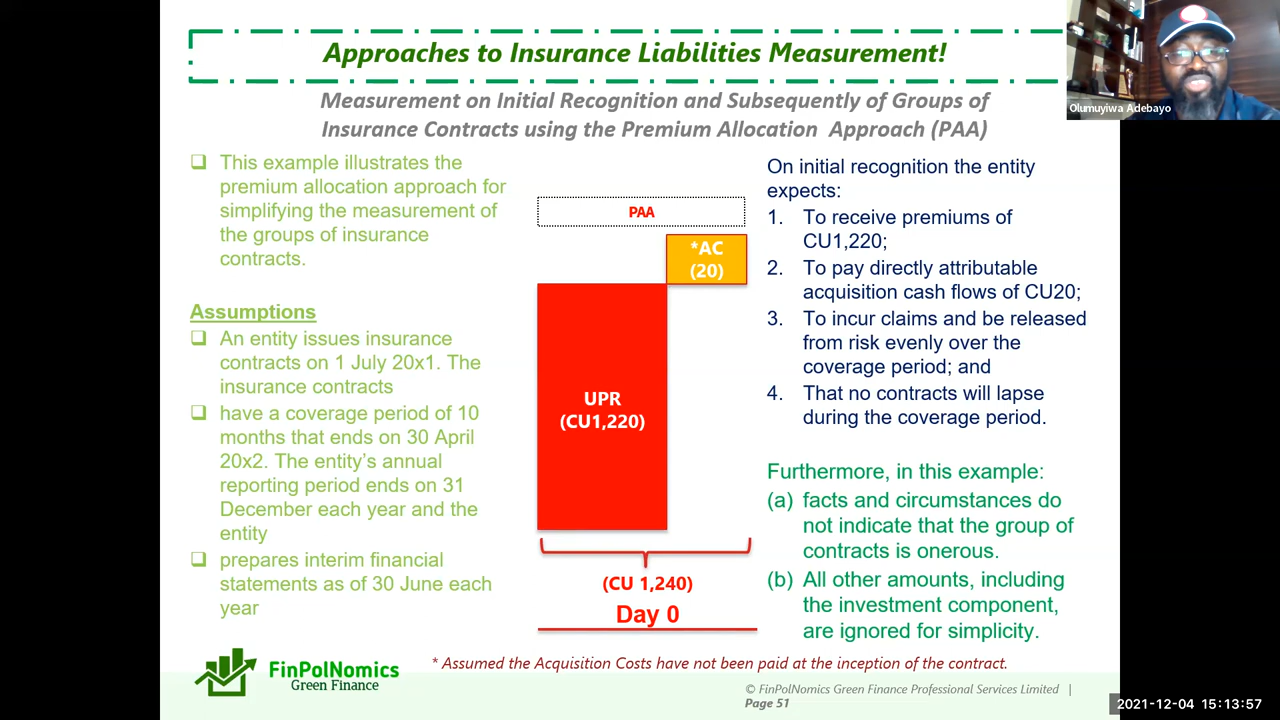 Approaches to Insurance Liabilities Measurement!
Measurement on Initial Recognition and Subsequently of Groups of
Insurance Contracts using the Premium Allocation Approach (PAA)
❑ This example illustrates the
premium allocation approach for
simplifying the measurement of
the groups of insurance
contracts.
Assumptions
❑ An entity issues insurance
contracts on 1 July 20x1. The
insurance contracts
❑ have a coverage period of 10
months that ends on 30 April
20x2. The entity’s annual
reporting period ends on 31
December each year and the
entity
❑ prepares interim financial
statements as of 30 June each
year
PAA
*AC
(20)
UPR
(CU1,220)
(CU 1,240)
Day 0
On initial recognition the entity
expects:
1. To receive premiums of
CU1,220;
2. To pay directly attributable
acquisition cash flows of CU20;
3. To incur claims and be released
from risk evenly over the
coverage period; and
4. That no contracts will lapse
during the coverage period.
Furthermore, in this example:
(a) facts and circumstances do
not indicate that the group of
contracts is onerous.
(b) All other amounts, including
the investment component,
are ignored for simplicity.
* Assumed the Acquisition Costs have not been paid at the inception of the contract.
FinPolNomics
Green Finance
© FinPolNomics Green Finance Professional Services Limited |
Page 51
Olumuyiwa Adebayo
2021-12-04 15:13:57